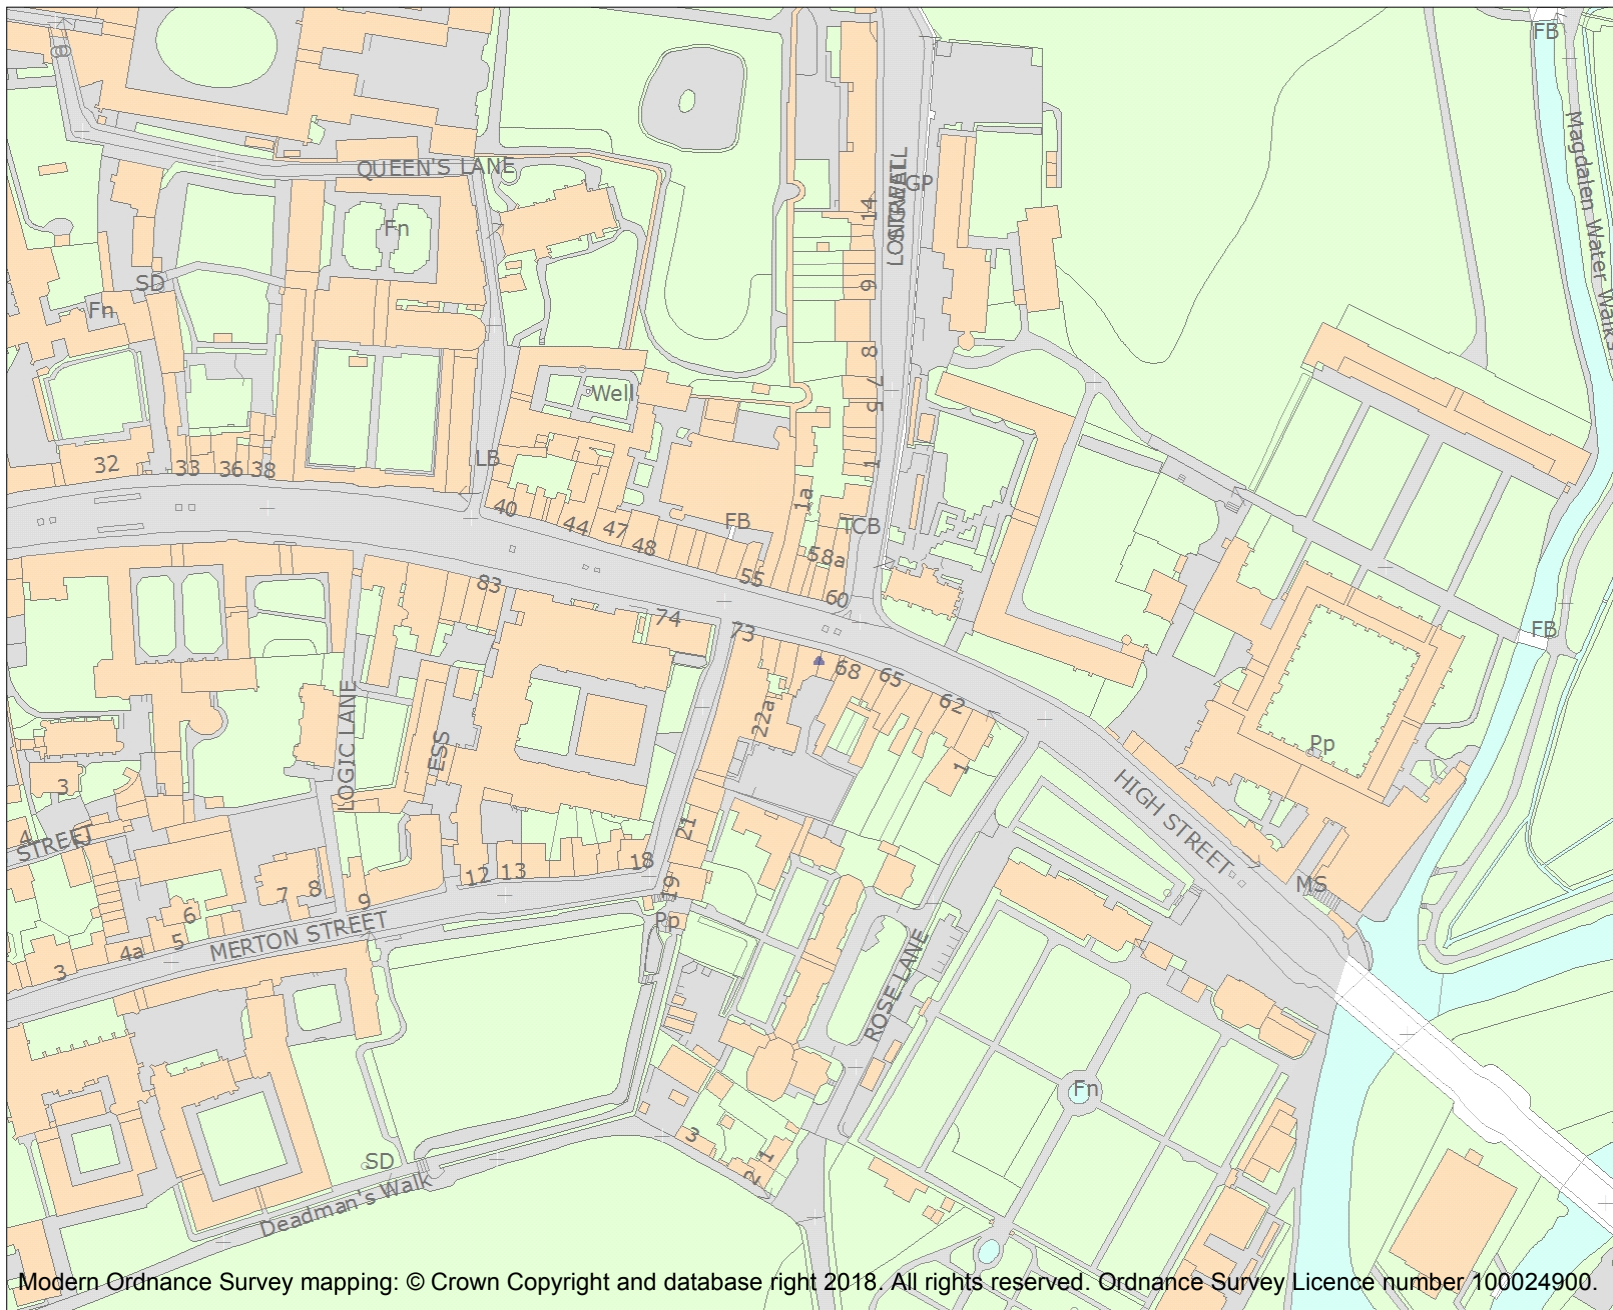 FB
Magdalen Water Walks
QUEEN'S LANE
LONGWALL
STREET
GP
14
Fn
SD
9
Fn
8
7
5
Well
LB
1
32
33
36
38
1a
40
44
47
48
FB
TCB
55
58a
60
83
74
73
68
65
62
FB
22a
LOGIC LANE
ESS
Pp
3
1
HIGH STREET
4
STREET
21
18
12
13
19
MS
7
8
9
6
5
4a
3
MERTON STREET
Pp
ROSE LANE
Fn
3
1
2
SD
Deadman's Walk
Modern Ordnance Survey mapping: © Crown Copyright and database right 2018. All rights reserved. Ordnance Survey Licence number 100024900.